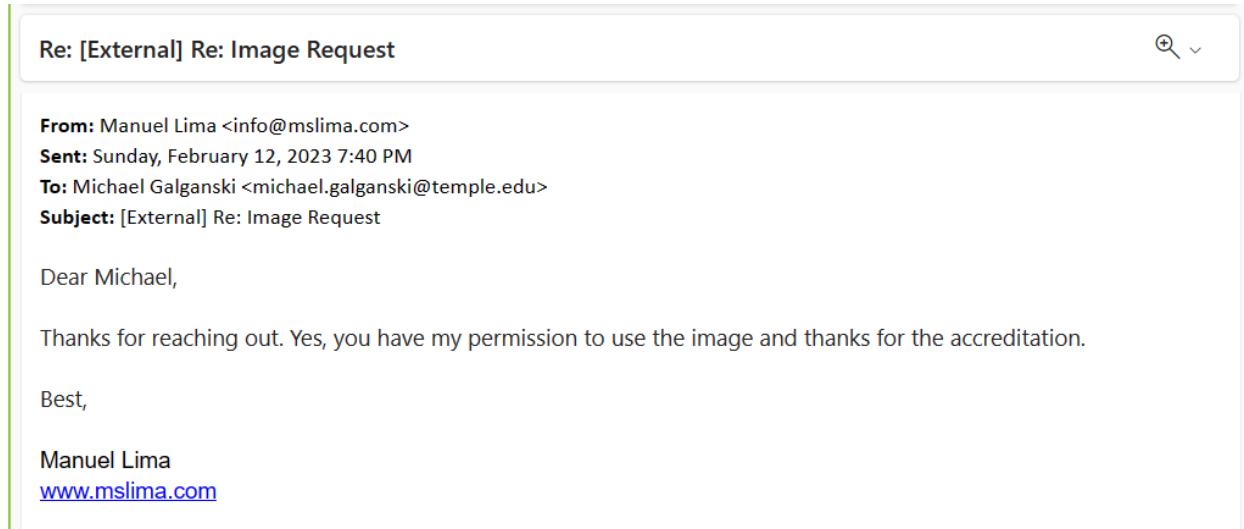 Re: [External] Re: Image Request
From: Manuel Lima <info@mslima.com>
Sent: Sunday, February 12, 2023 7:40 PM
To: Michael Galganski <michael.galganski@temple.edu>
Subject: [External] Re: Image Request
Dear Michael,
Thanks for reaching out. Yes, you have my permission to use the image and thanks for the accreditation.
Best,
Manuel Lima
www.mslima.com